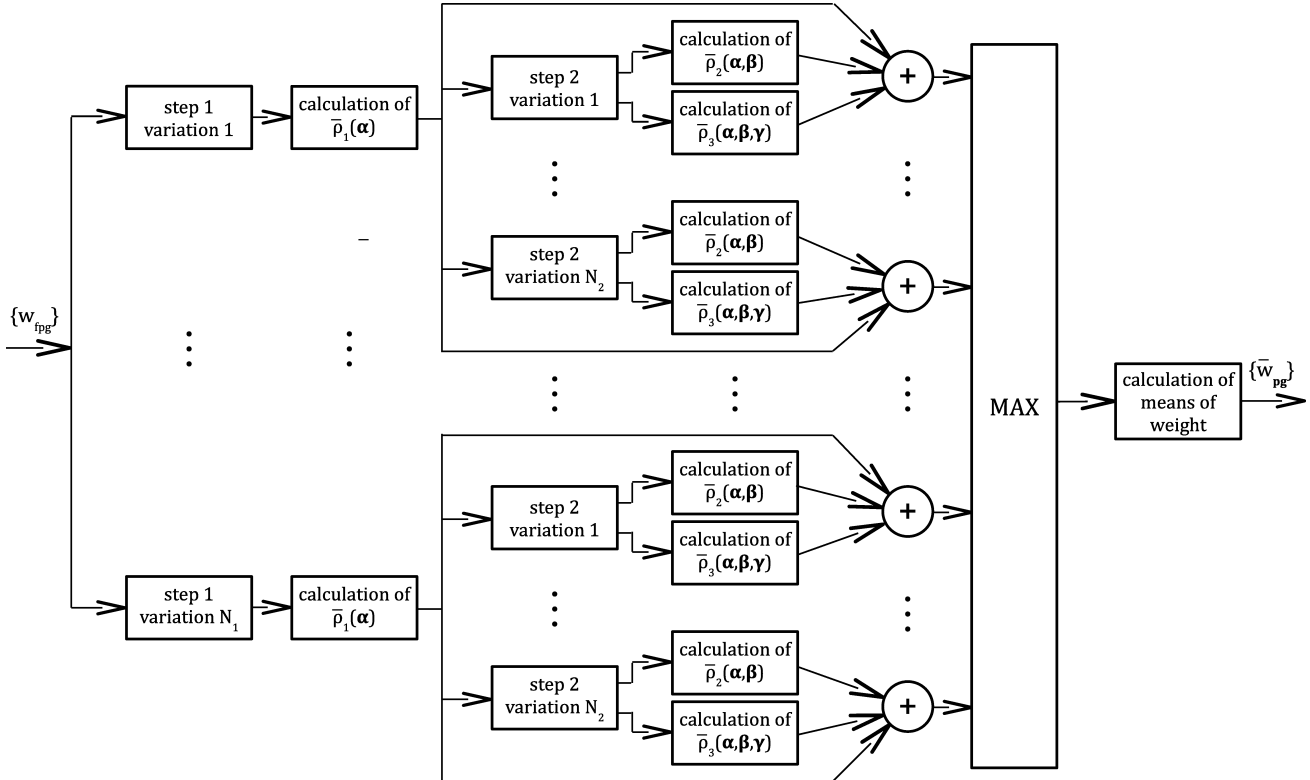 {w_fpg}
step 1
variation 1
calculation of
ρ̅₁(α)
step 2
variation 1
calculation of
ρ̅₂(α,β)
calculation of
ρ̅₃(α,β,γ)
+
step 2
variation N₂
calculation of
ρ̅₂(α,β)
calculation of
ρ̅₃(α,β,γ)
+
step 1
variation N₁
calculation of
ρ̅₁(α)
step 2
variation 1
calculation of
ρ̅₂(α,β)
calculation of
ρ̅₃(α,β,γ)
+
step 2
variation N₂
calculation of
ρ̅₂(α,β)
calculation of
ρ̅₃(α,β,γ)
+
MAX
calculation of
means of
weight
{w̅_pg}